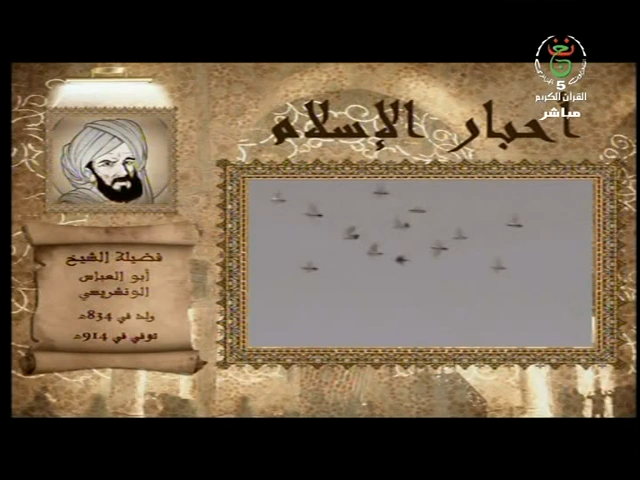 5
القرآن الكريم
مباشر
أحبار الإسلام
فضيلة الشيخ
أبو العباس
الونشريسي
ولد في 834هـ
توفي في 914هـ